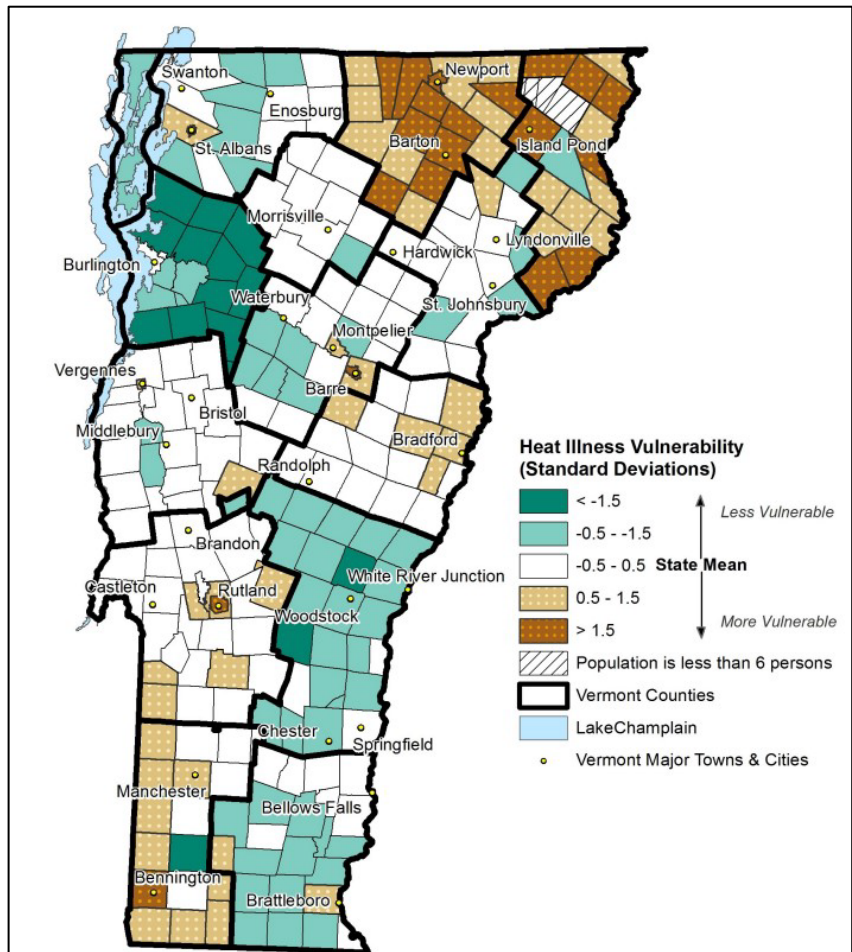 Swanton
Newport
Enosburg
St. Albans
Barton
Island Pond
Morrisville
Hardwick
Lyndonville
Burlington
Waterbury
St. Johnsbury
Montpelier
Vergennes
Barre
Bristol
Middlebury
Bradford
Randolph
Brandon
White River Junction
Castleton
Rutland
Woodstock
Chester
Springfield
Manchester
Bellows Falls
Bennington
Brattleboro
Heat Illness Vulnerability
(Standard Deviations)
< -1.5
-0.5 - -1.5
-0.5 - 0.5 State Mean
0.5 - 1.5
> 1.5
Less Vulnerable
More Vulnerable
Population is less than 6 persons
Vermont Counties
LakeChamplain
Vermont Major Towns & Cities